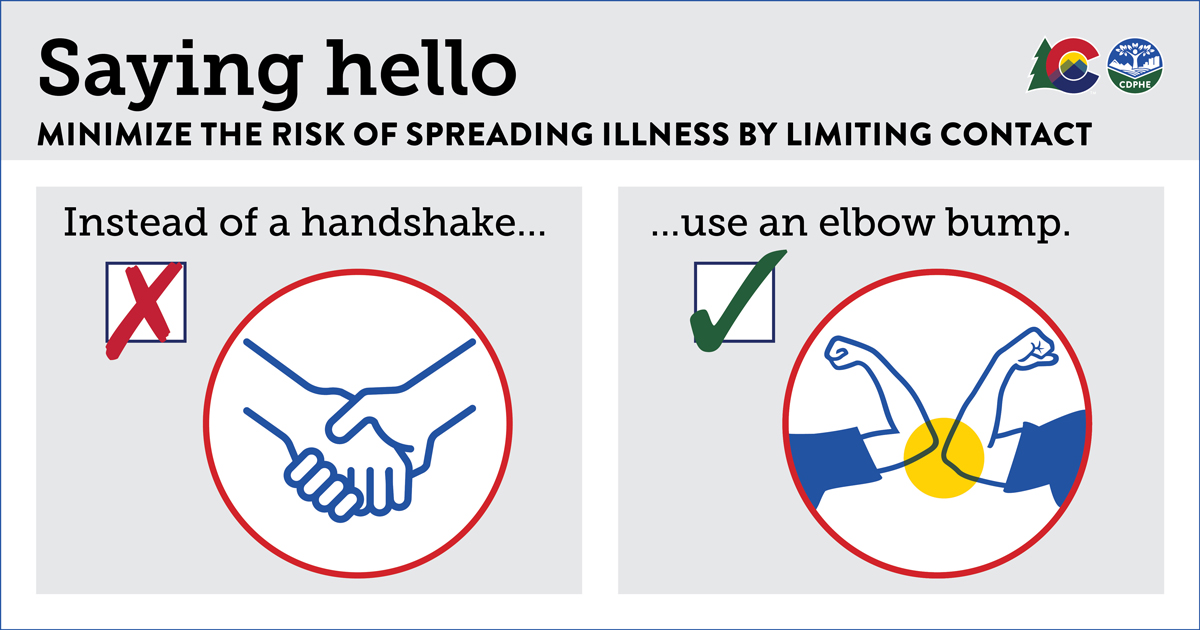 Saying hello
MINIMIZE THE RISK OF SPREADING ILLNESS BY LIMITING CONTACT
CDPHE
Instead of a handshake...
...use an elbow bump.